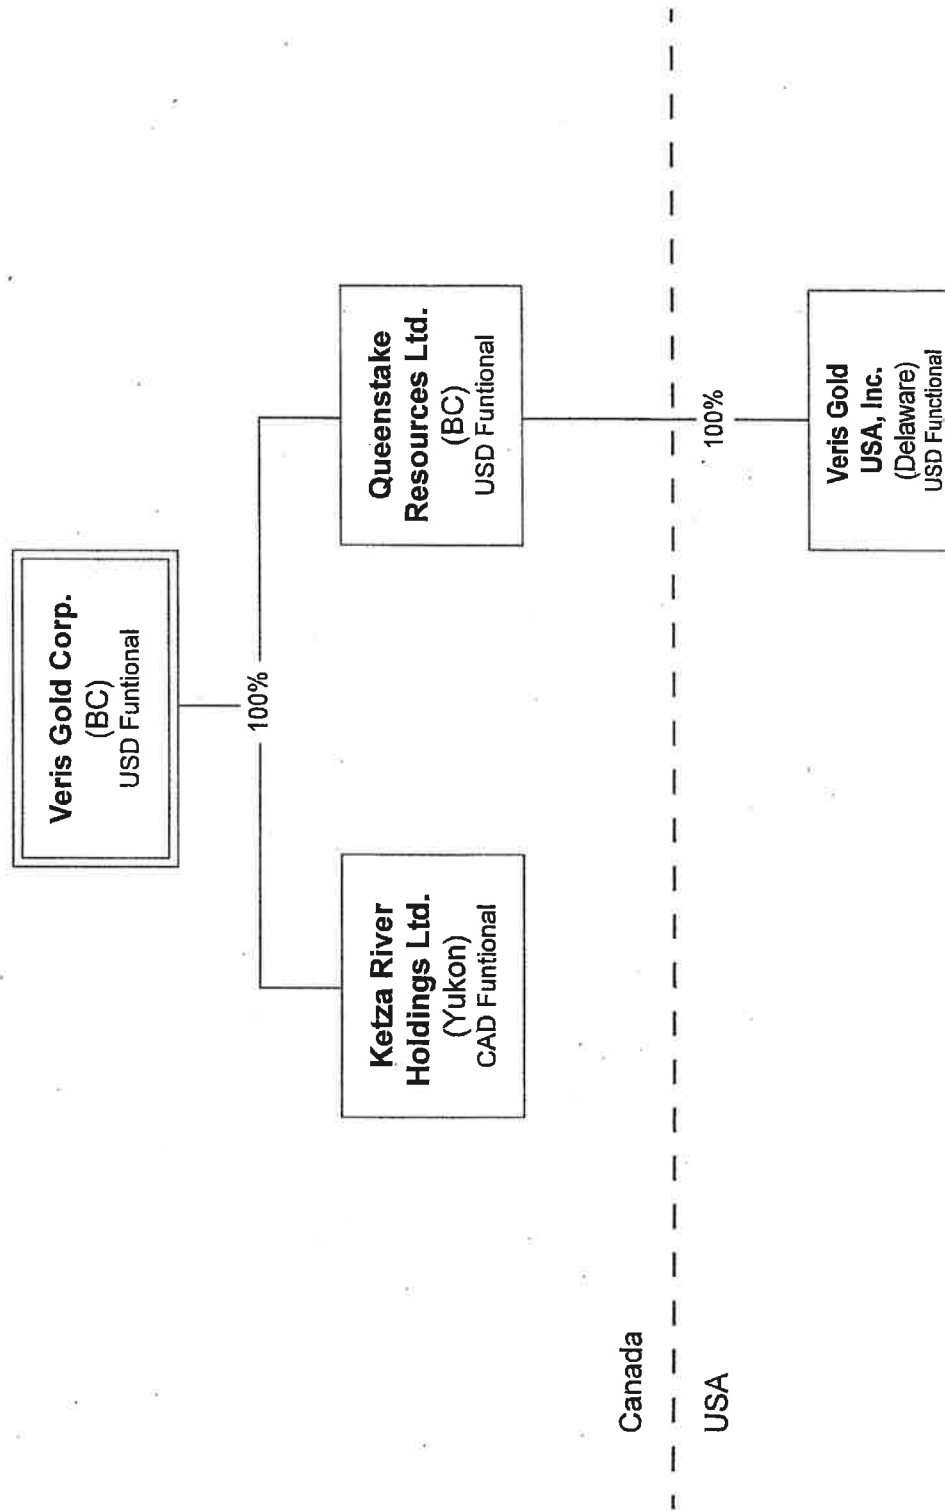 Veris Gold Corp.
(BC)
USD Funtional
100%
Ketza River
Holdings Ltd.
(Yukon)
CAD Funtional
Queenstake
Resources Ltd.
(BC)
USD Funtional
Canada
USA
100%
Veris Gold
USA, Inc.
(Delaware)
USD Functional